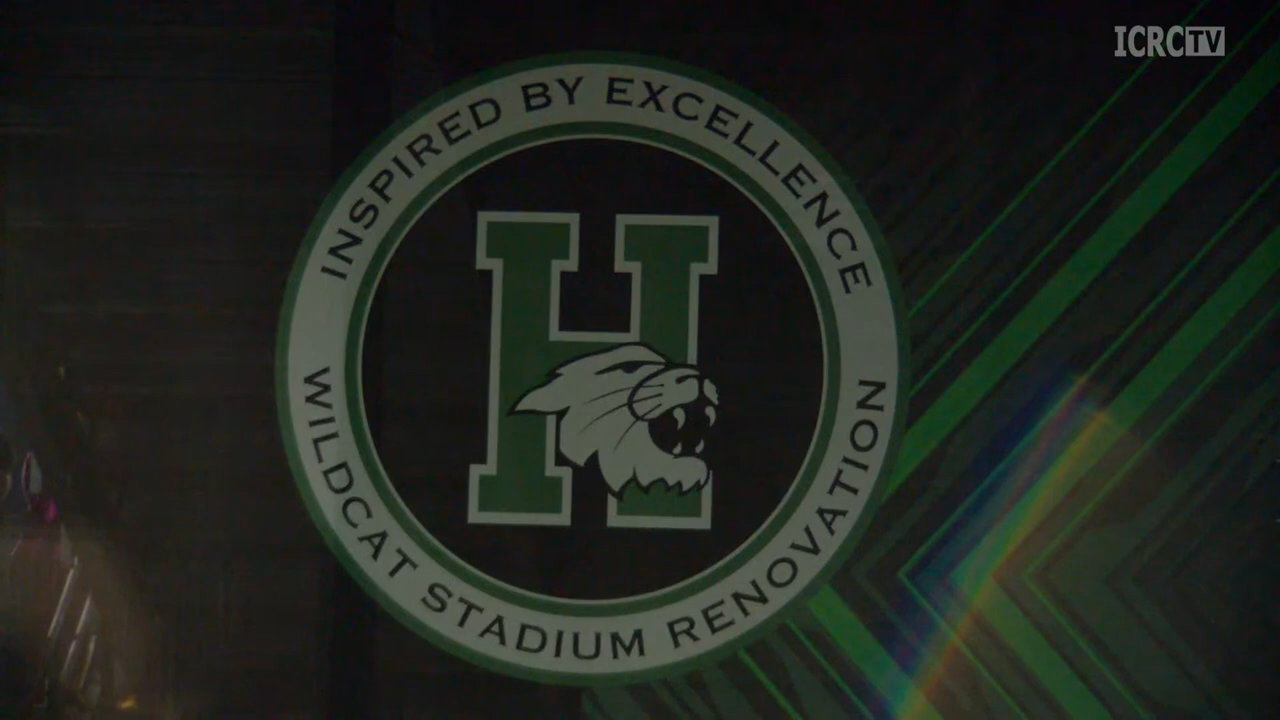 ICRCTV
INSPIRED BY EXCELLENCE
H
WILDCAT STADIUM RENOVATION